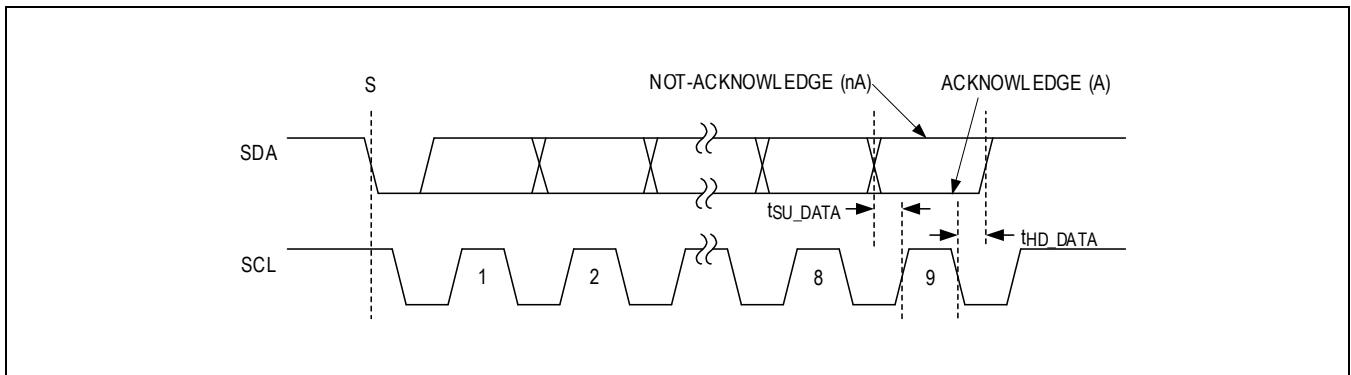 S
NOT-ACKNOWLEDGE (nA)
ACKNOWLEDGE (A)
SDA
tSU_DATA
tHD_DATA
SCL
1
2
8
9